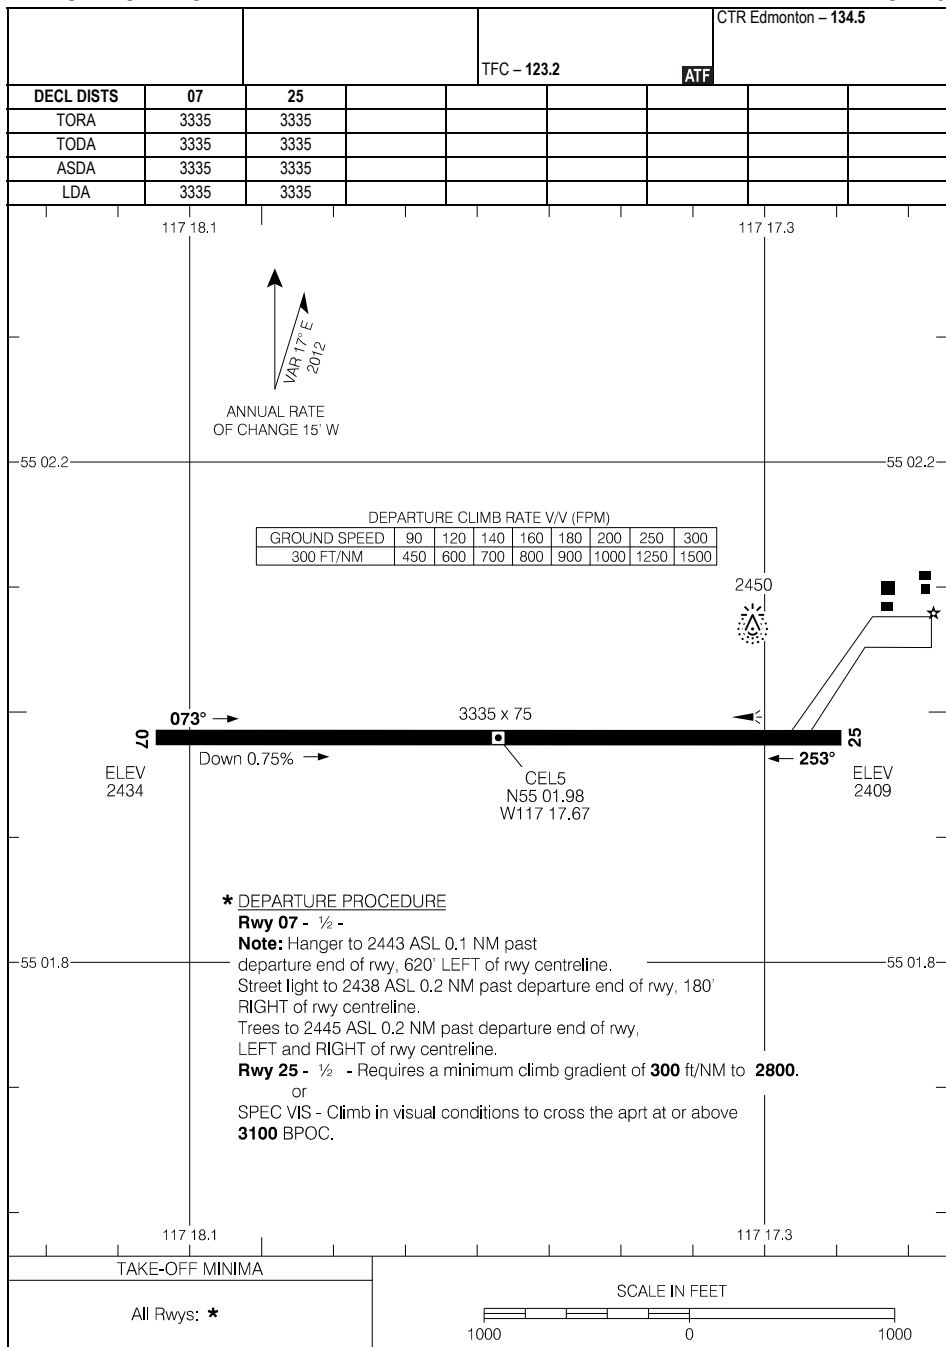 CTR Edmonton – 134.5
TFC – 123.2 ATF
DECL DISTS 07 25
TORA 3335 3335
TODA 3335 3335
ASDA 3335 3335
LDA 3335 3335
117 18.1 117 17.3
VAR 17° E
2012
ANNUAL RATE
OF CHANGE 15' W
55 02.2 55 02.2
DEPARTURE CLIMB RATE V/V (FPM)
GROUND SPEED 90 120 140 160 180 200 250 300
300 FT/NM 450 600 700 800 900 1000 1250 1500
2450
073° 3335 x 75
07 25
Down 0.75% 253°
ELEV
2434
CEL5
N55 01.98
W117 17.67
ELEV
2409
* DEPARTURE PROCEDURE
Rwy 07 - ½ -
Note: Hanger to 2443 ASL 0.1 NM past
departure end of rwy, 620' LEFT of rwy centreline.
55 01.8 55 01.8
Street light to 2438 ASL 0.2 NM past departure end of rwy, 180'
RIGHT of rwy centreline.
Trees to 2445 ASL 0.2 NM past departure end of rwy,
LEFT and RIGHT of rwy centreline.
Rwy 25 - ½ - Requires a minimum climb gradient of 300 ft/NM to 2800.
or
SPEC VIS - Climb in visual conditions to cross the aprt at or above
3100 BPOC.
117 18.1 117 17.3
TAKE-OFF MINIMA
All Rwys: *
SCALE IN FEET
1000 0 1000